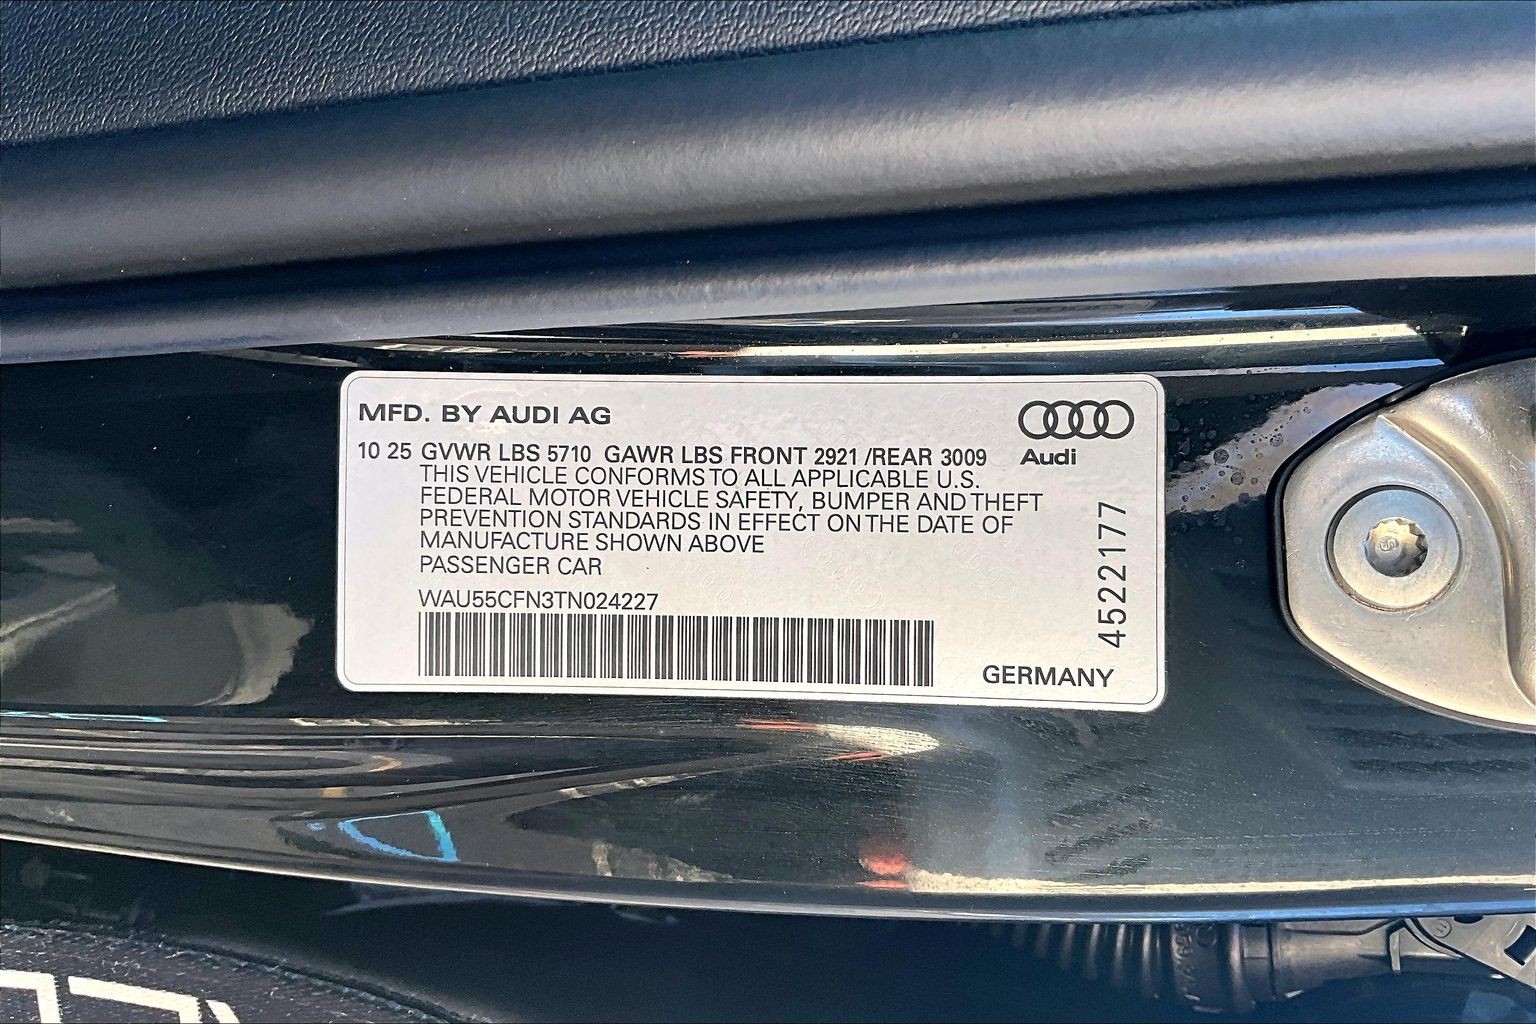 MFD. BY AUDI AG
10 25 GVWR LBS 5710 GAWR LBS FRONT 2921 /REAR 3009
Audi
THIS VEHICLE CONFORMS TO ALL APPLICABLE U.S.
FEDERAL MOTOR VEHICLE SAFETY, BUMPER AND THEFT
PREVENTION STANDARDS IN EFFECT ON THE DATE OF
MANUFACTURE SHOWN ABOVE
PASSENGER CAR
WAU55CFN3TN024227
4522177
GERMANY